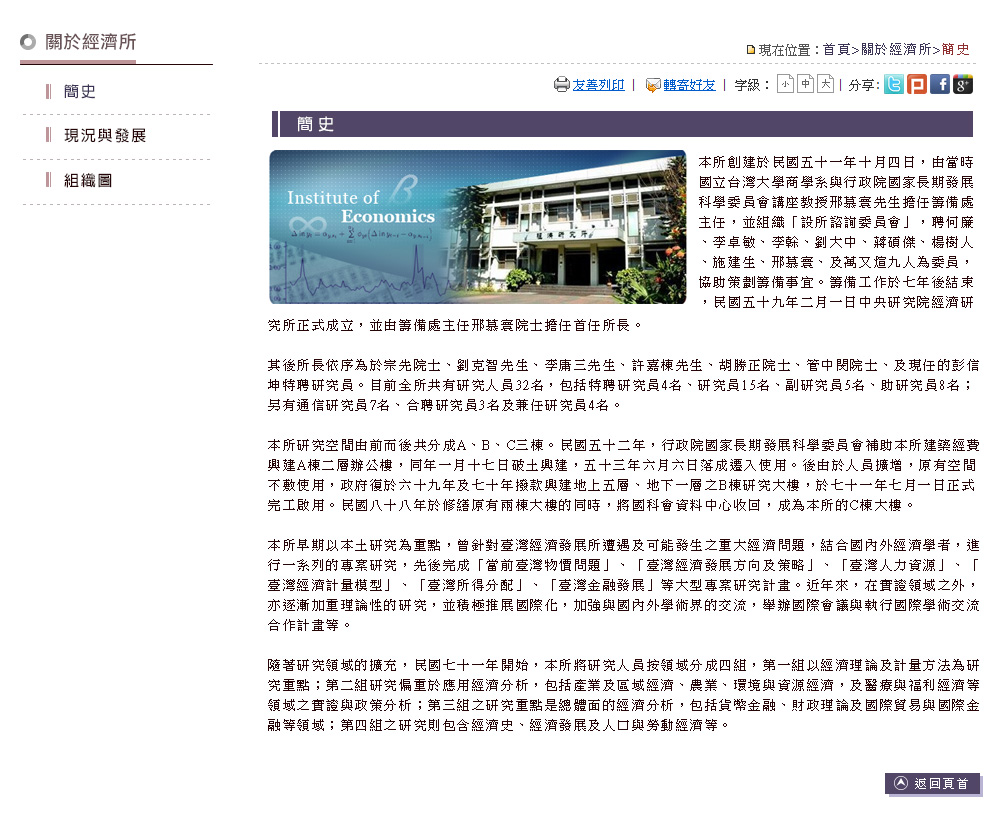 關於經濟所
簡史
現況與發展
組織圖
現在位置：首頁>關於經濟所>簡史
友善列印 | 轉寄好友 | 字級： 小 中 大 | 分享:
簡史
Institute of
Economics
經濟研究所
本所創建於民國五十一年十月四日，由當時
國立台灣大學商學系與行政院國家長期發展
科學委員會講座教授邢慕寰先生擔任籌備處
主任，並組織「設所諮詢委員會」，聘何廉
、李卓敏、李榦、劉大中、蔣碩傑、楊樹人
、施建生、邢慕寰、及萬又煊九人為委員，
協助策劃籌備事宜。籌備工作於七年後結束
，民國五十九年二月一日中央研究院經濟研
究所正式成立，並由籌備處主任邢慕寰院士擔任首任所長。
其後所長依序為於宗先院士、劉克智先生、李庸三先生、許嘉棟先生、胡勝正院士、管中閔院士、及現任的彭信
坤特聘研究員。目前全所共有研究人員32名，包括特聘研究員4名、研究員15名、副研究員5名、助研究員8名；
另有通信研究員7名、合聘研究員3名及兼任研究員4名。
本所研究空間由前而後共分成A、B、C三棟。民國五十二年，行政院國家長期發展科學委員會補助本所建築經費
興建A棟二層辦公樓，同年一月十七日破土興建，五十三年六月六日落成遷入使用。後由於人員擴增，原有空間
不敷使用，政府復於六十九年及七十年撥款興建地上五層、地下一層之B棟研究大樓，於七十一年七月一日正式
完工啟用。民國八十八年於修繕原有兩棟大樓的同時，將國科會資料中心收回，成為本所的C棟大樓。
本所早期以本土研究為重點，曾針對臺灣經濟發展所遭遇及可能發生之重大經濟問題，結合國內外經濟學者，進
行一系列的專案研究，先後完成「當前臺灣物價問題」、「臺灣經濟發展方向及策略」、「臺灣人力資源」、「
臺灣經濟計量模型」、「臺灣所得分配」、「臺灣金融發展」等大型專案研究計畫。近年來，在實證領域之外，
亦逐漸加重理論性的研究，並積極推展國際化，加強與國內外學術界的交流，舉辦國際會議與執行國際學術交流
合作計畫等。
隨著研究領域的擴充，民國七十一年開始，本所將研究人員按領域分成四組，第一組以經濟理論及計量方法為研
究重點；第二組研究偏重於應用經濟分析，包括產業及區域經濟、農業、環境與資源經濟，及醫療與福利經濟等
領域之實證與政策分析；第三組之研究重點是總體面的經濟分析，包括貨幣金融、財政理論及國際貿易與國際金
融等領域；第四組之研究則包含經濟史、經濟發展及人口與勞動經濟等。
返回頁首